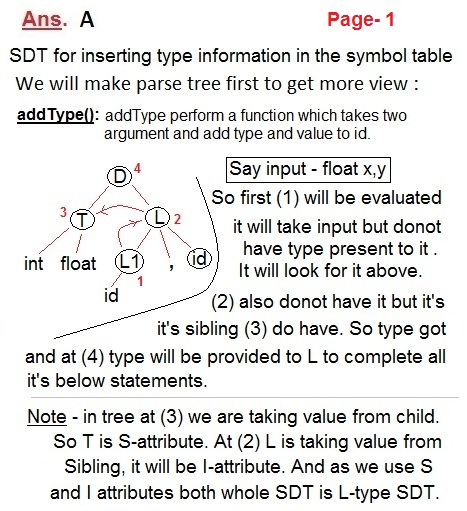 Ans. A Page- 1
SDT for inserting type information in the symbol table
We will make parse tree first to get more view :
addType(): addType perform a function which takes two
argument and add type and value to id.
D 4
Say input - float x,y
3 T L 2
So first (1) will be evaluated
it will take input but donot
have type present to it .
int float L1 , id
It will look for it above.
1
id
(2) also donot have it but it's
it's sibling (3) do have. So type got
and at (4) type will be provided to L to complete all
it's below statements.
Note - in tree at (3) we are taking value from child.
So T is S-attribute. At (2) L is taking value from
Sibling, it will be I-attribute. And as we use S
and I attributes both whole SDT is L-type SDT.